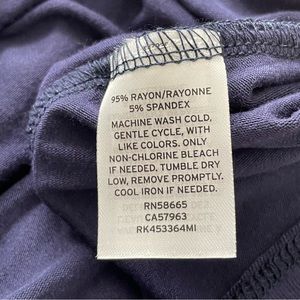 95% RAYON/RAYONNE
5% SPANDEX
MACHINE WASH COLD,
GENTLE CYCLE, WITH
LIKE COLORS. ONLY
NON-CHLORINE BLEACH
IF NEEDED, TUMBLE DRY
LOW, REMOVE PROMPTLY.
COOL IRON IF NEEDED.
RN58665
CA57963
RK453364MI